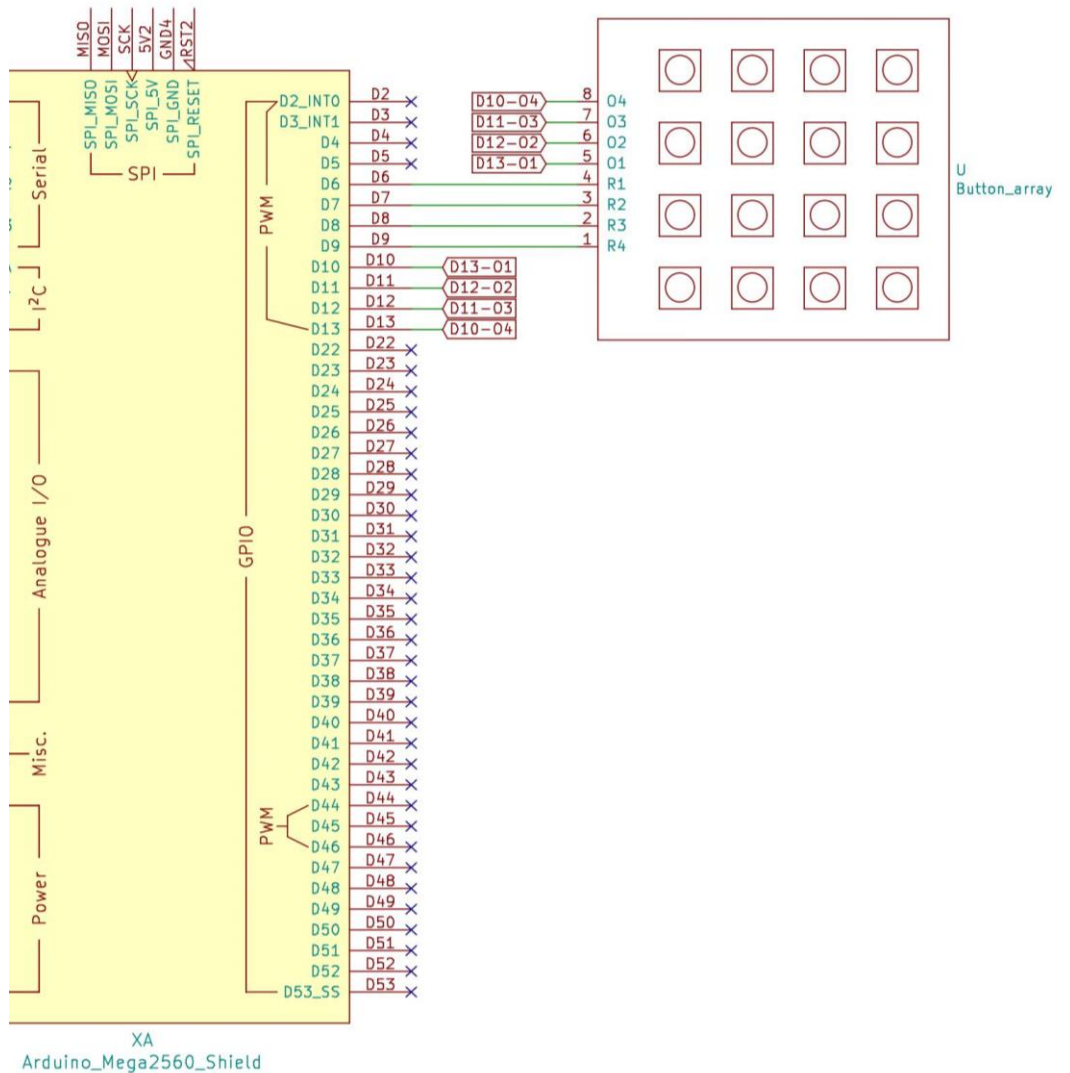 MISO
MOSI
SCK
5V2
GND4
RST2
SPI_MISO
SPI_MOSI
SPI_SCK
SPI_5V
SPI_GND
SPI_RESET
SPI
Serial
I²C
Analogue I/O
Misc.
Power
PWM
GPIO
PWM
D2_INT0 D2
D3_INT1 D3
D4 D4
D5 D5
D6 D6
D7 D7
D8 D8
D9 D9
D10 D10 D13-O1
D11 D11 D12-O2
D12 D12 D11-O3
D13 D13 D10-O4
D22 D22
D23 D23
D24 D24
D25 D25
D26 D26
D27 D27
D28 D28
D29 D29
D30 D30
D31 D31
D32 D32
D33 D33
D34 D34
D35 D35
D36 D36
D37 D37
D38 D38
D39 D39
D40 D40
D41 D41
D42 D42
D43 D43
D44 D44
D45 D45
D46 D46
D47 D47
D48 D48
D49 D49
D50 D50
D51 D51
D52 D52
D53_SS D53
XA
Arduino_Mega2560_Shield
D10-O4 8 O4
D11-O3 7 O3
D12-O2 6 O2
D13-O1 5 O1
4 R1
3 R2
2 R3
1 R4
U
Button_array